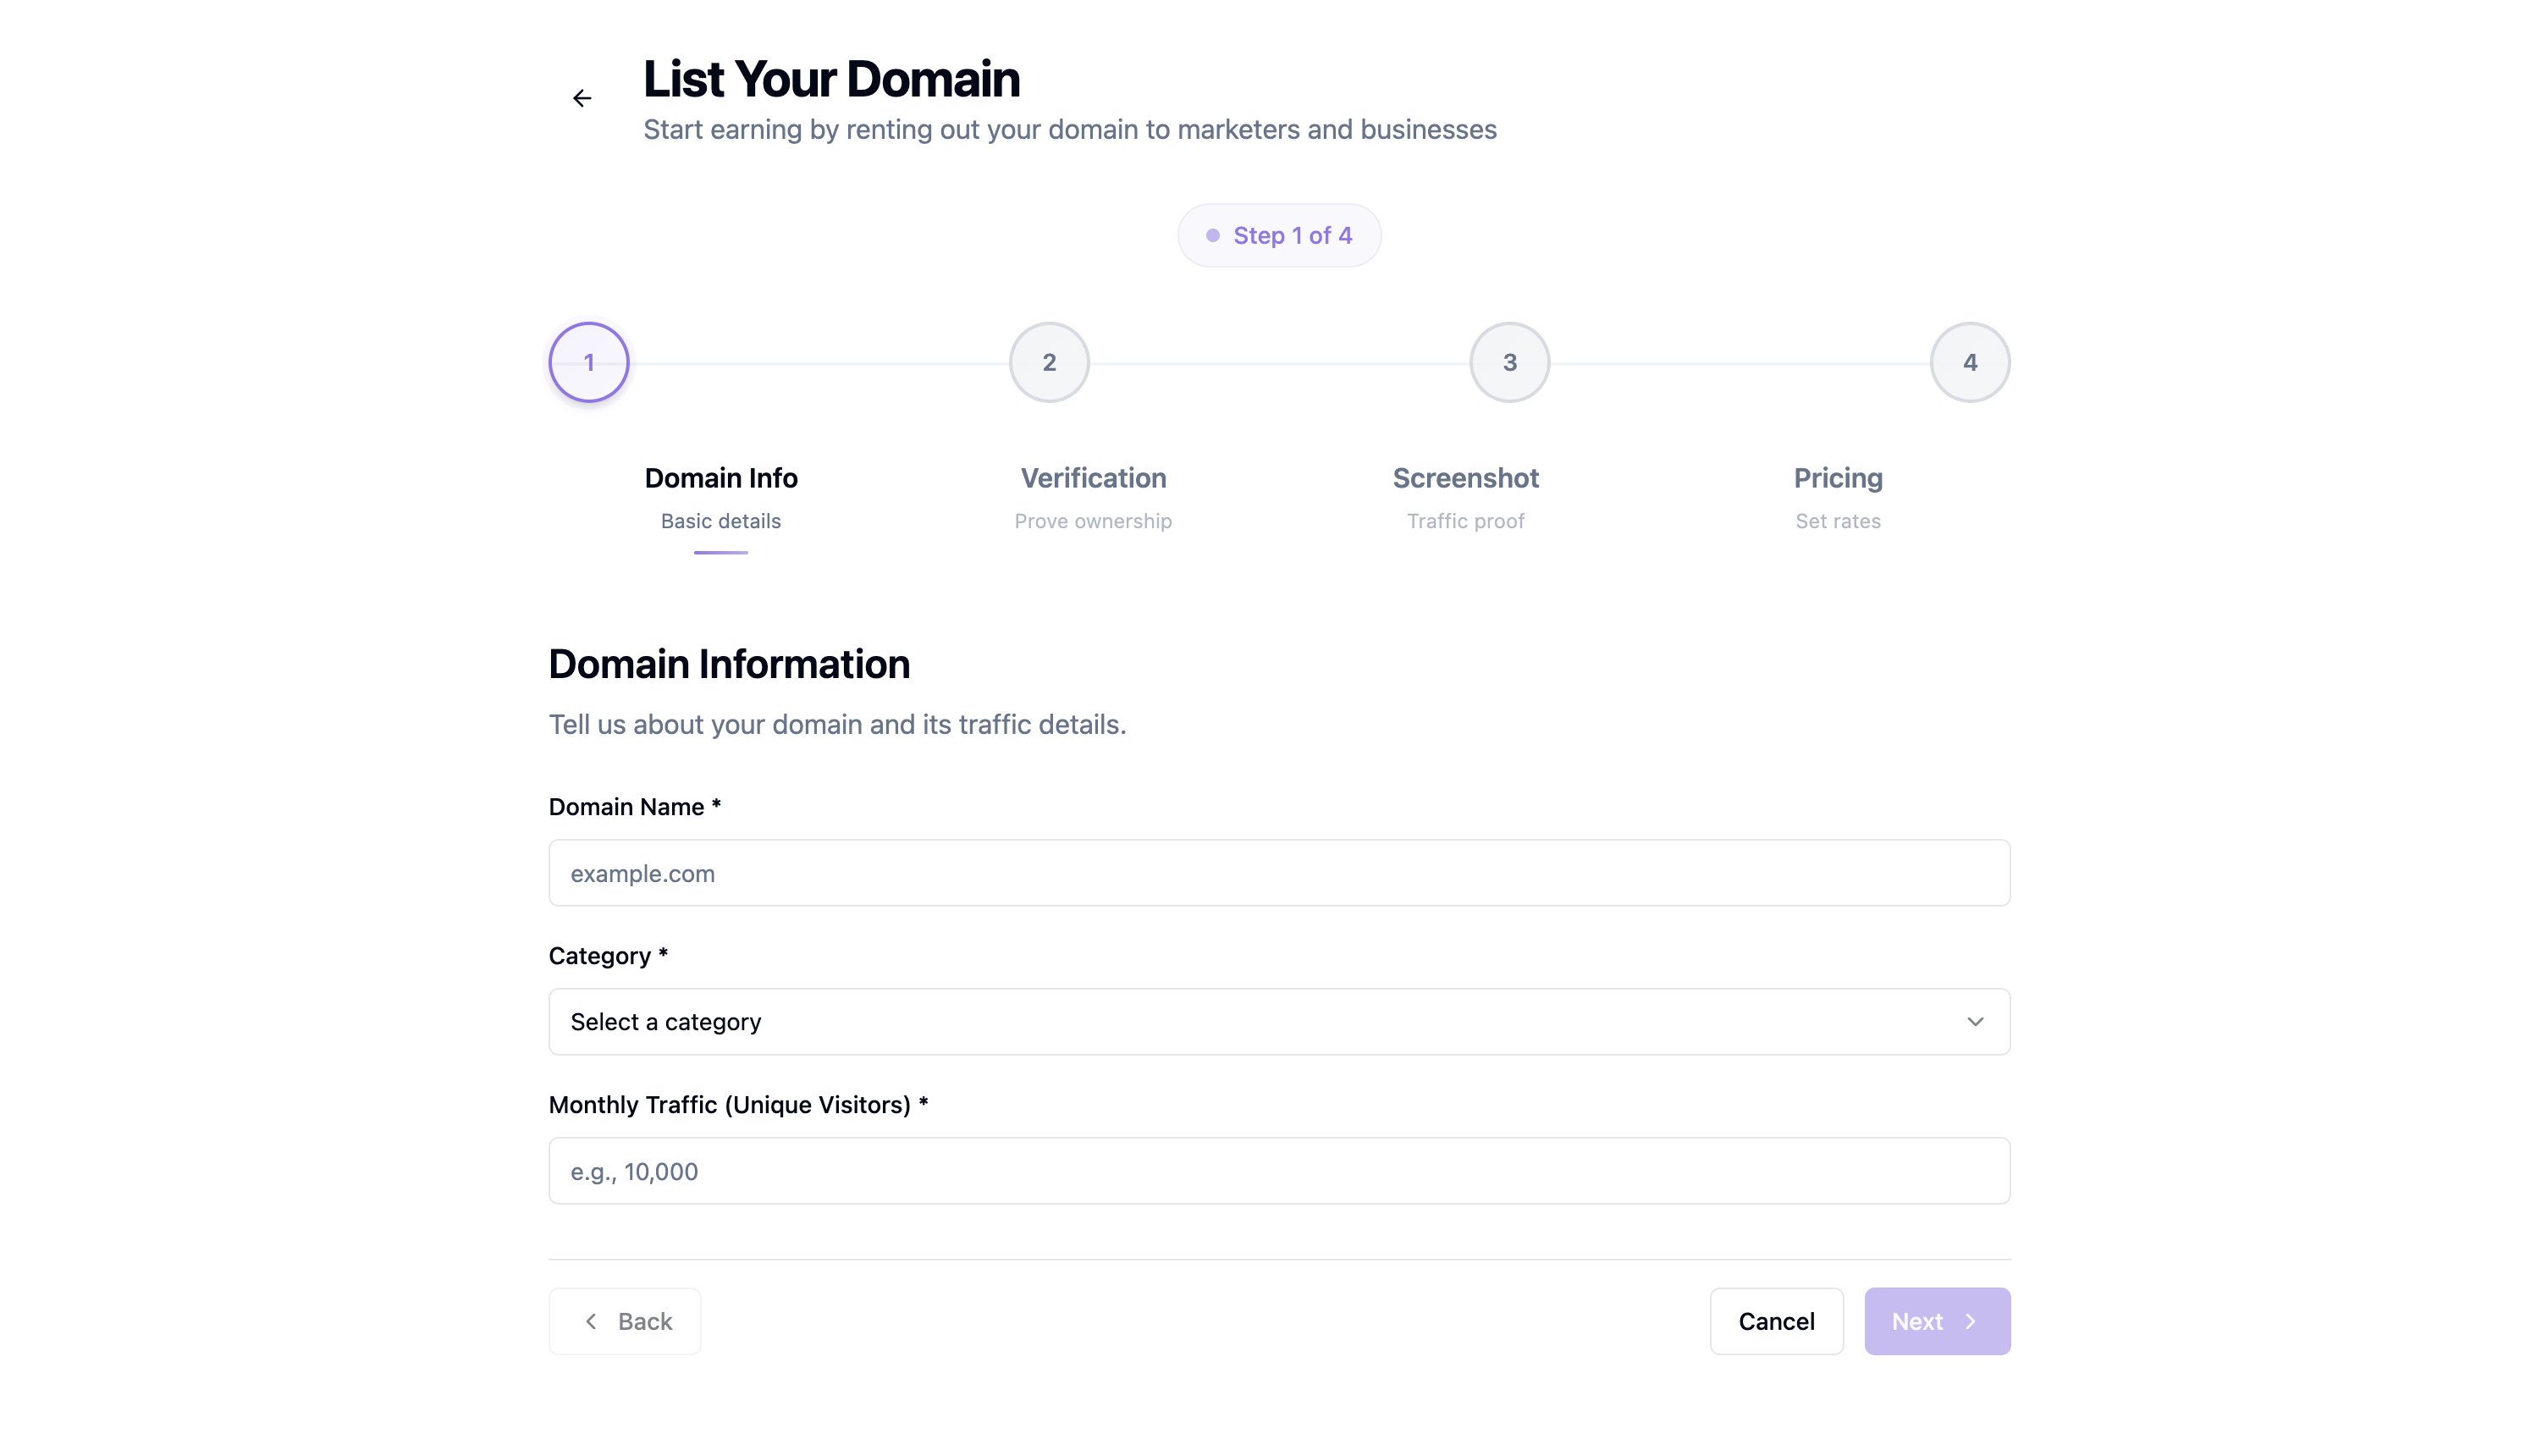 List Your Domain
Start earning by renting out your domain to marketers and businesses
Step 1 of 4
1 2 3 4
Domain Info Verification Screenshot Pricing
Basic details Prove ownership Traffic proof Set rates
Domain Information
Tell us about your domain and its traffic details.
Domain Name *
example.com
Category *
Select a category
Monthly Traffic (Unique Visitors) *
e.g., 10,000
Back Cancel Next